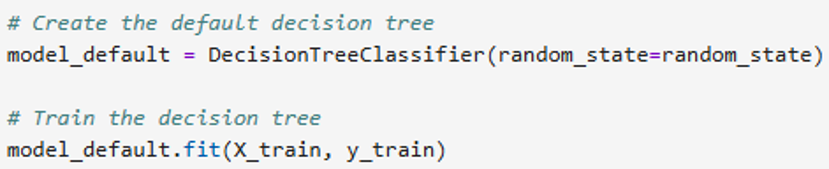 # Create the default decision tree
model_default = DecisionTreeClassifier(random_state=random_state)
# Train the decision tree
model_default.fit(X_train, y_train)